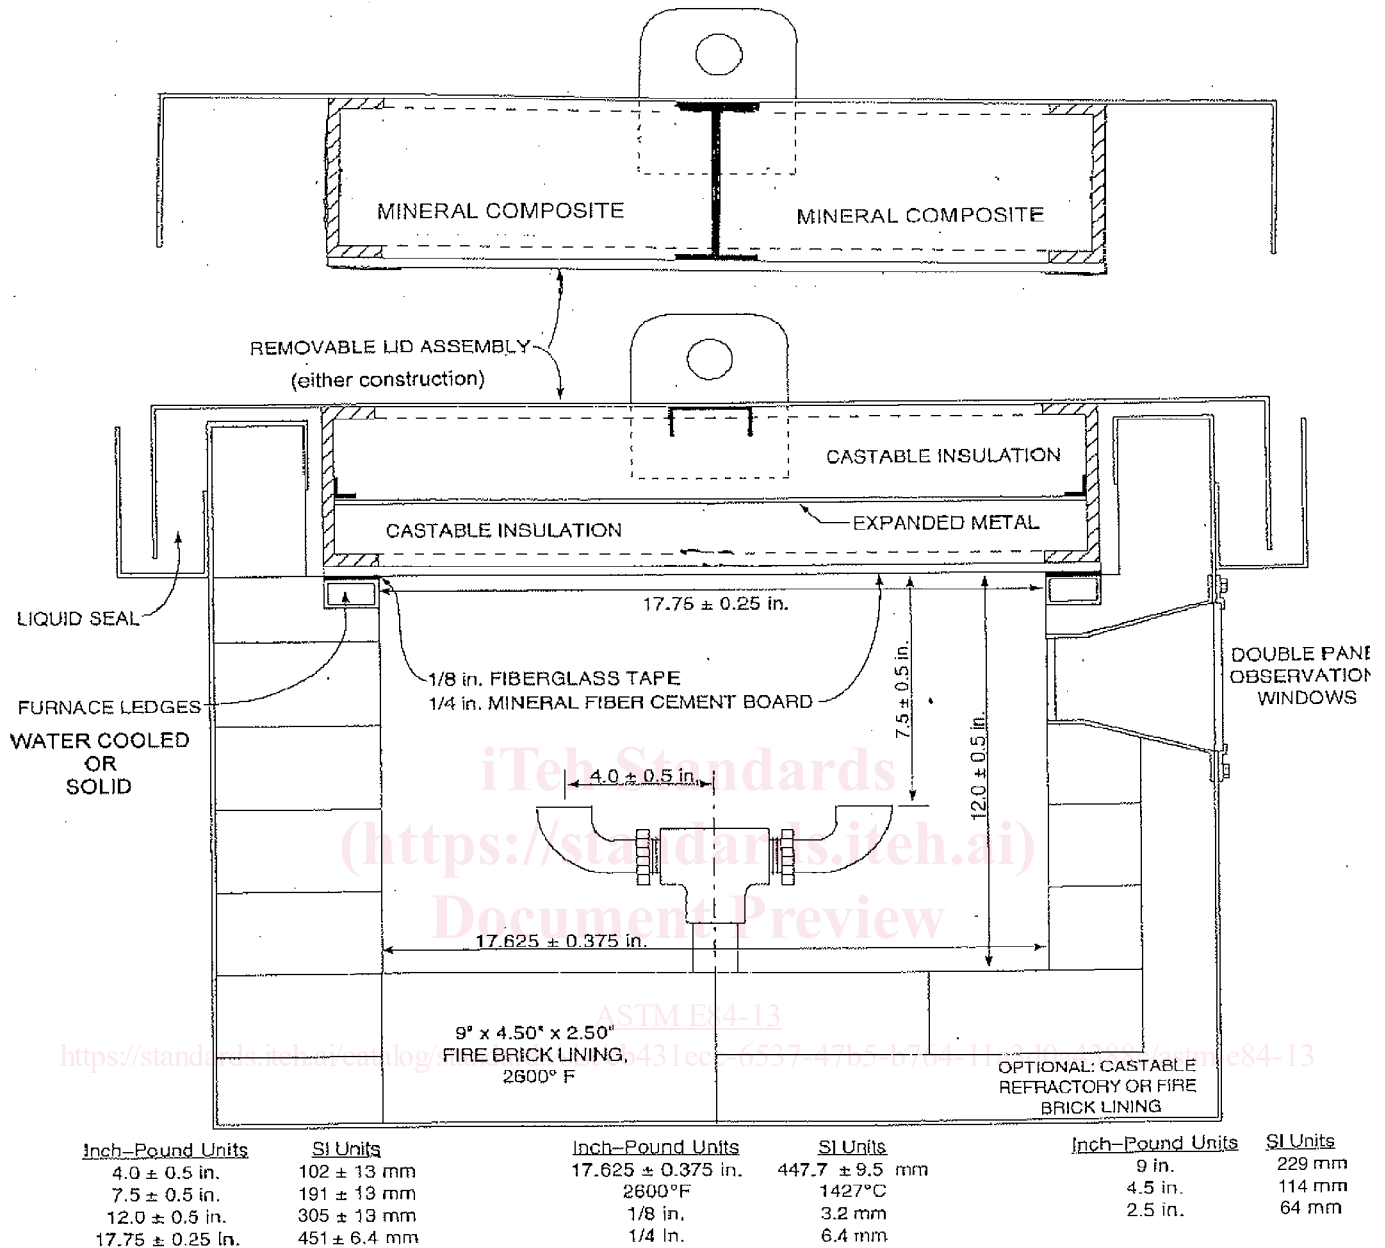 MINERAL COMPOSITE
MINERAL COMPOSITE
REMOVABLE LID ASSEMBLY
(either construction)
CASTABLE INSULATION
CASTABLE INSULATION
EXPANDED METAL
17.75 ± 0.25 in.
LIQUID SEAL
1/8 in. FIBERGLASS TAPE
1/4 in. MINERAL FIBER CEMENT BOARD
7.5 ± 0.5 in.
12.0 ± 0.5 in.
DOUBLE PANE
OBSERVATION
WINDOWS
FURNACE LEDGES
WATER COOLED
OR
SOLID
iTeh Standards
4.0 ± 0.5 in.
(https://standards.iteh.ai)
Document Preview
17.625 ± 0.375 in.
ASTM E84-13
9" x 4.50" x 2.50"
FIRE BRICK LINING,
2600° F
OPTIONAL: CASTABLE
REFRACTORY OR FIRE
BRICK LINING
Inch-Pound Units SI Units
4.0 ± 0.5 in. 102 ± 13 mm
7.5 ± 0.5 in. 191 ± 13 mm
12.0 ± 0.5 in. 305 ± 13 mm
17.75 ± 0.25 in. 451 ± 6.4 mm
Inch-Pound Units SI Units
17.625 ± 0.375 in. 447.7 ± 9.5 mm
2600°F 1427°C
1/8 in. 3.2 mm
1/4 in. 6.4 mm
Inch-Pound Units SI Units
9 in. 229 mm
4.5 in. 114 mm
2.5 in. 64 mm